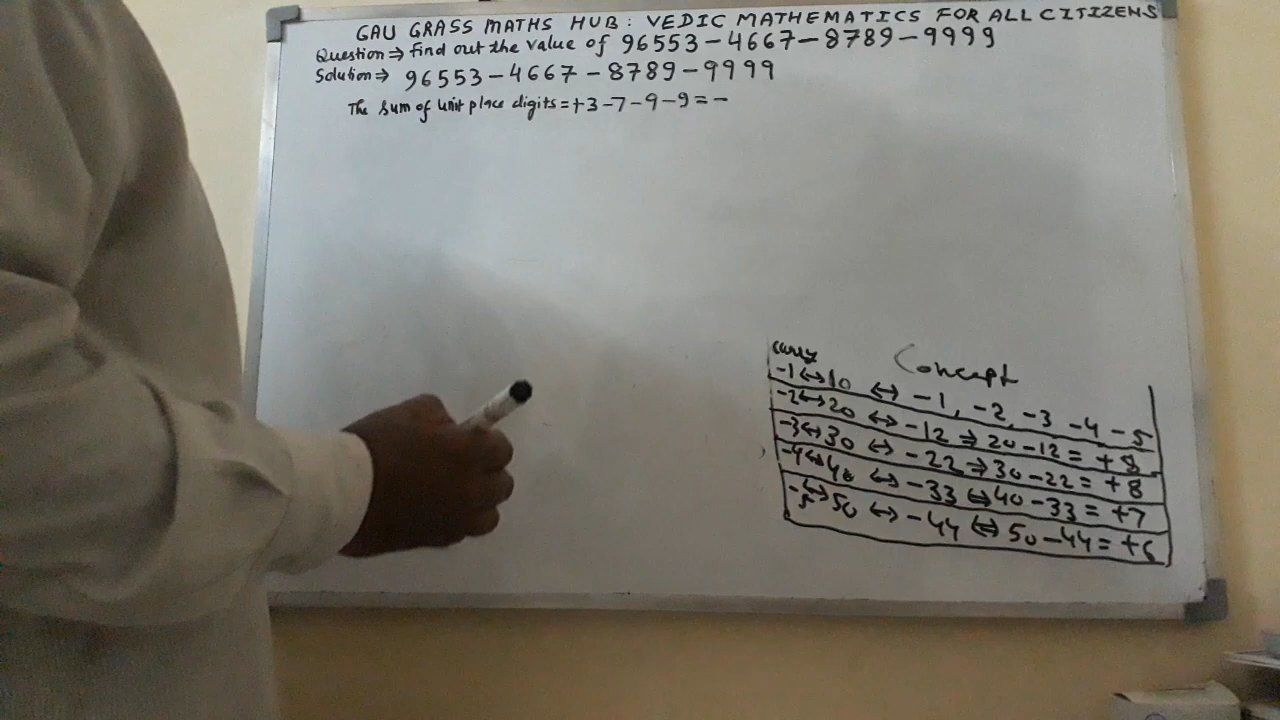 GAU GRASS MATHS HUB: VEDIC MATHEMATICS FOR ALL CITIZENS
Question⇒ find out the value of 96553-4667-8789-9999
Solution⇒ 96553-4667-8789-9999
The sum of unit place digits=+3-7-9-9=-
carry
Concept
-1↔10 ↔ -1, -2, -3 -4 -5
-2↔20 ↔ -12 ⇒ 20-12= +8
-3↔30 ↔ -22 ⇒ 30-22= +8
-4↔40 ↔ -33 ⇔ 40-33= +7
-5↔50 ↔ -44 ⇔ 50-44= +6